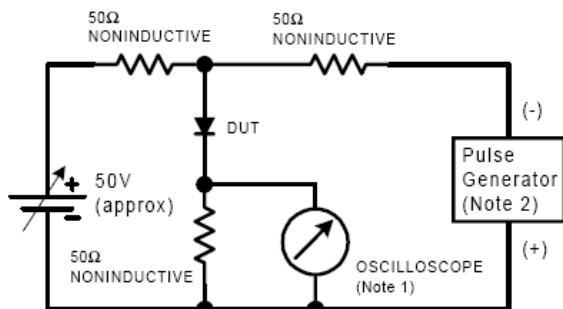 50Ω
NONINDUCTIVE
50Ω
NONINDUCTIVE
DUT
(-)
Pulse
Generator
(Note 2)
(+)
+
50V
(approx)
-
50Ω
NONINDUCTIVE
OSCILLOSCOPE
(Note 1)